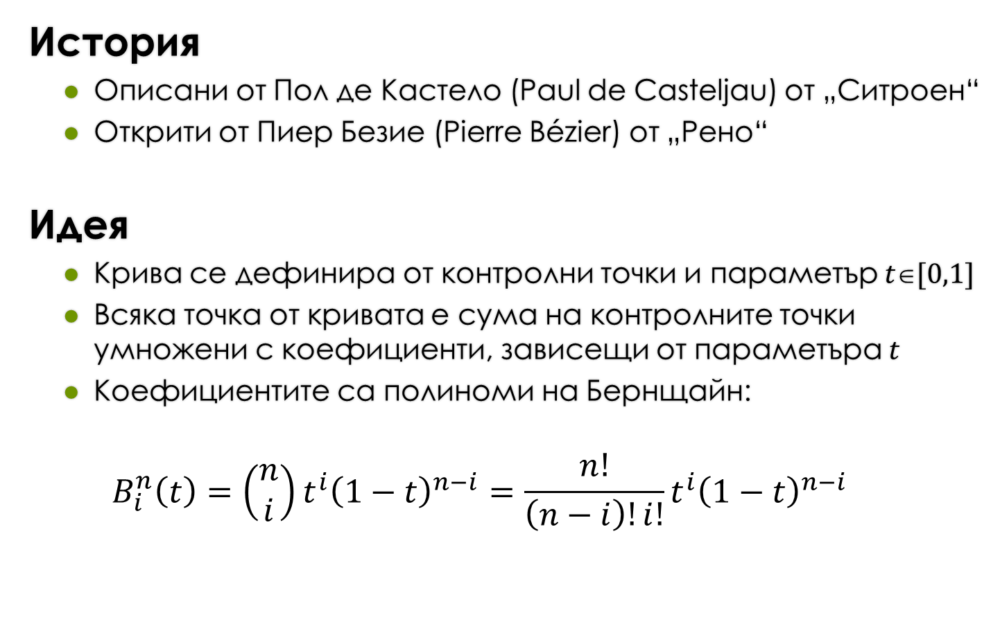 История
● Описани от Пол де Кастело (Paul de Casteljau) от „Ситроен“
● Открити от Пиер Безие (Pierre Bézier) от „Рено“
Идея
● Крива се дефинира от контролни точки и параметър t∈[0,1]
● Всяка точка от кривата е сума на контролните точки
умножени с коефициенти, зависещи от параметъра t
● Коефициентите са полиноми на Бернщайн:
$B_i^n(t) = \binom{n}{i} t^i (1-t)^{n-i} = \frac{n!}{(n-i)!\,i!} t^i (1-t)^{n-i}$